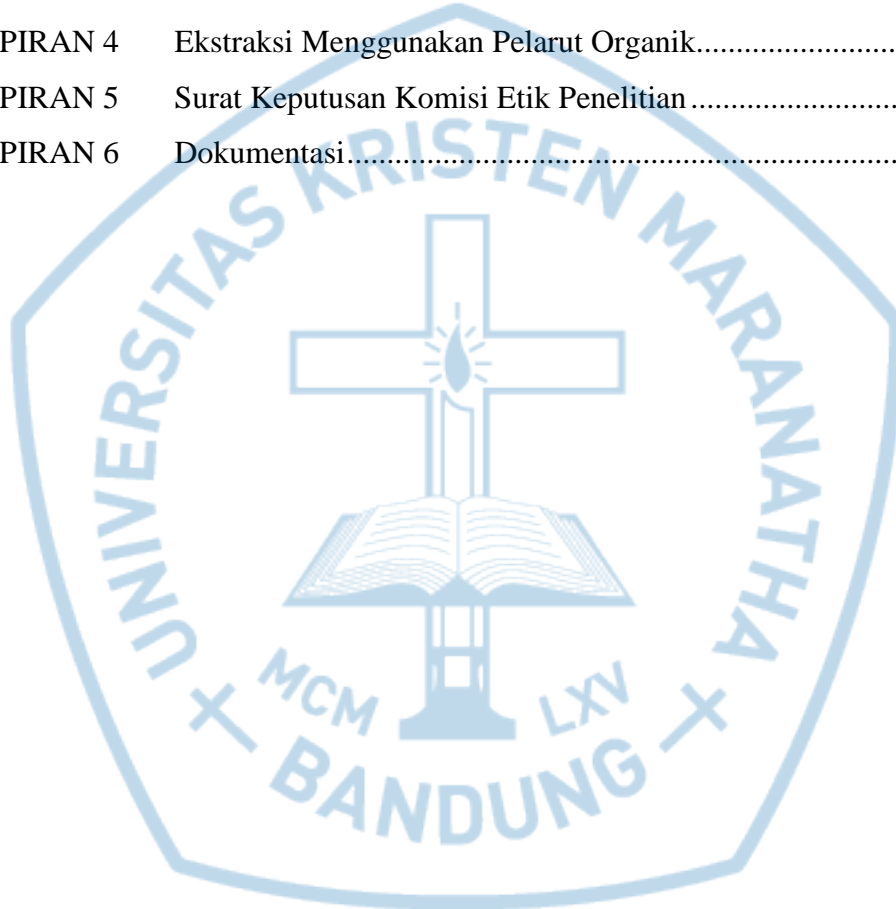 PIRAN 4 Ekstraksi Menggunakan Pelarut Organik.............................
PIRAN 5 Surat Keputusan Komisi Etik Penelitian.............................
PIRAN 6 Dokumentasi.............................
UNIVERSITAS KRISTEN MARANATHA
MCM LXV
BANDUNG